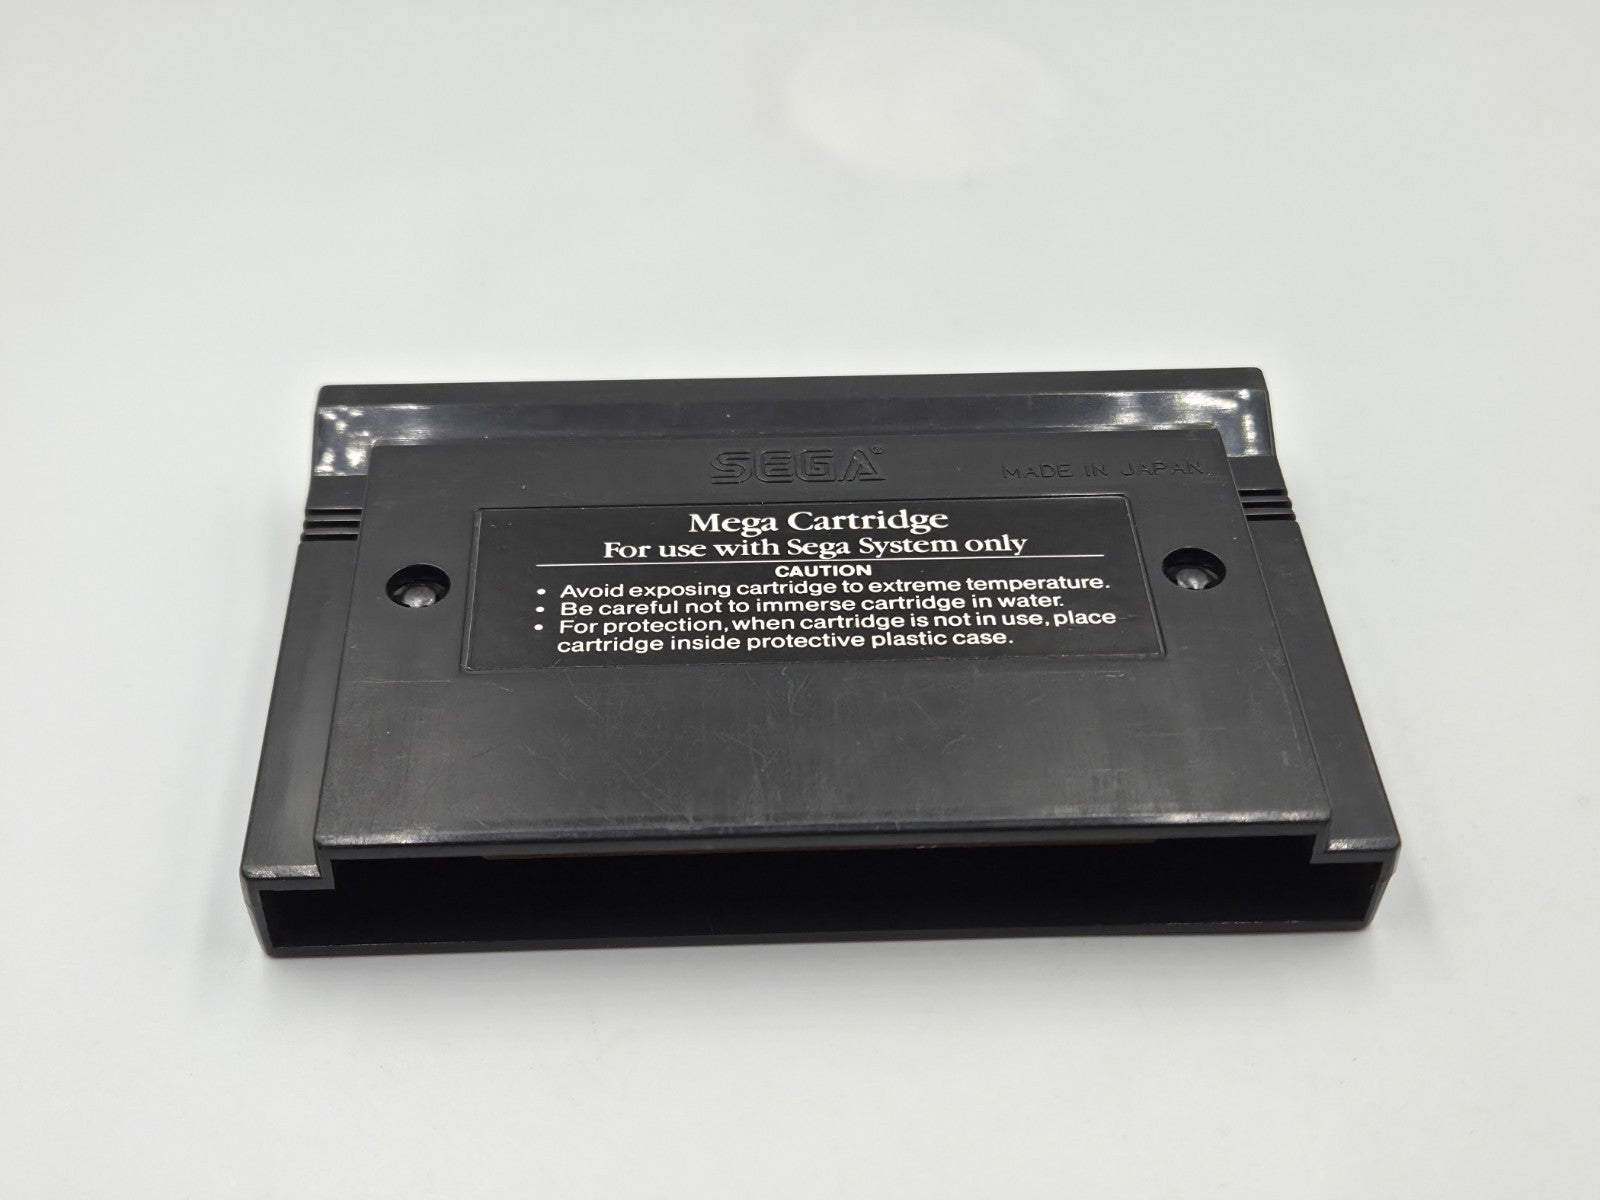 SEGA®
MADE IN JAPAN.
Mega Cartridge
For use with Sega System only
CAUTION
• Avoid exposing cartridge to extreme temperature.
• Be careful not to immerse cartridge in water.
• For protection, when cartridge is not in use, place
cartridge inside protective plastic case.